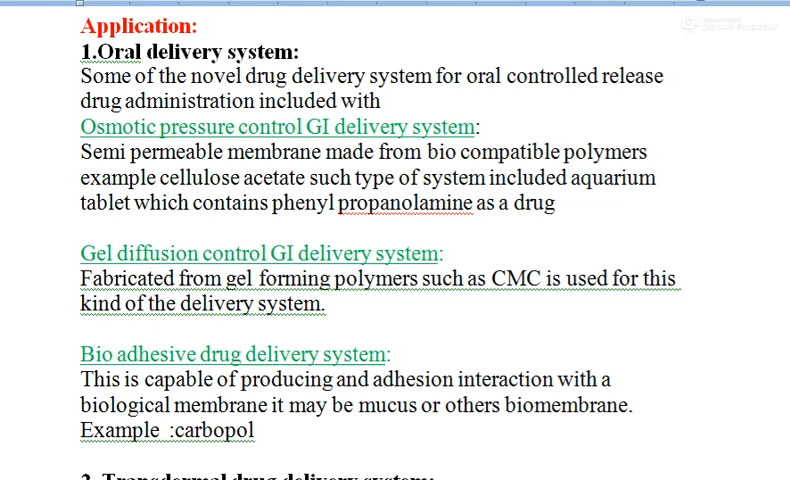 Application:
1.Oral delivery system:
Some of the novel drug delivery system for oral controlled release
drug administration included with
Osmotic pressure control GI delivery system:
Semi permeable membrane made from bio compatible polymers
example cellulose acetate such type of system included aquarium
tablet which contains phenyl propanolamine as a drug
Gel diffusion control GI delivery system:
Fabricated from gel forming polymers such as CMC is used for this
kind of the delivery system.
Bio adhesive drug delivery system:
This is capable of producing and adhesion interaction with a
biological membrane it may be mucus or others biomembrane.
Example :carbopol
2. Transdermal drug delivery system: